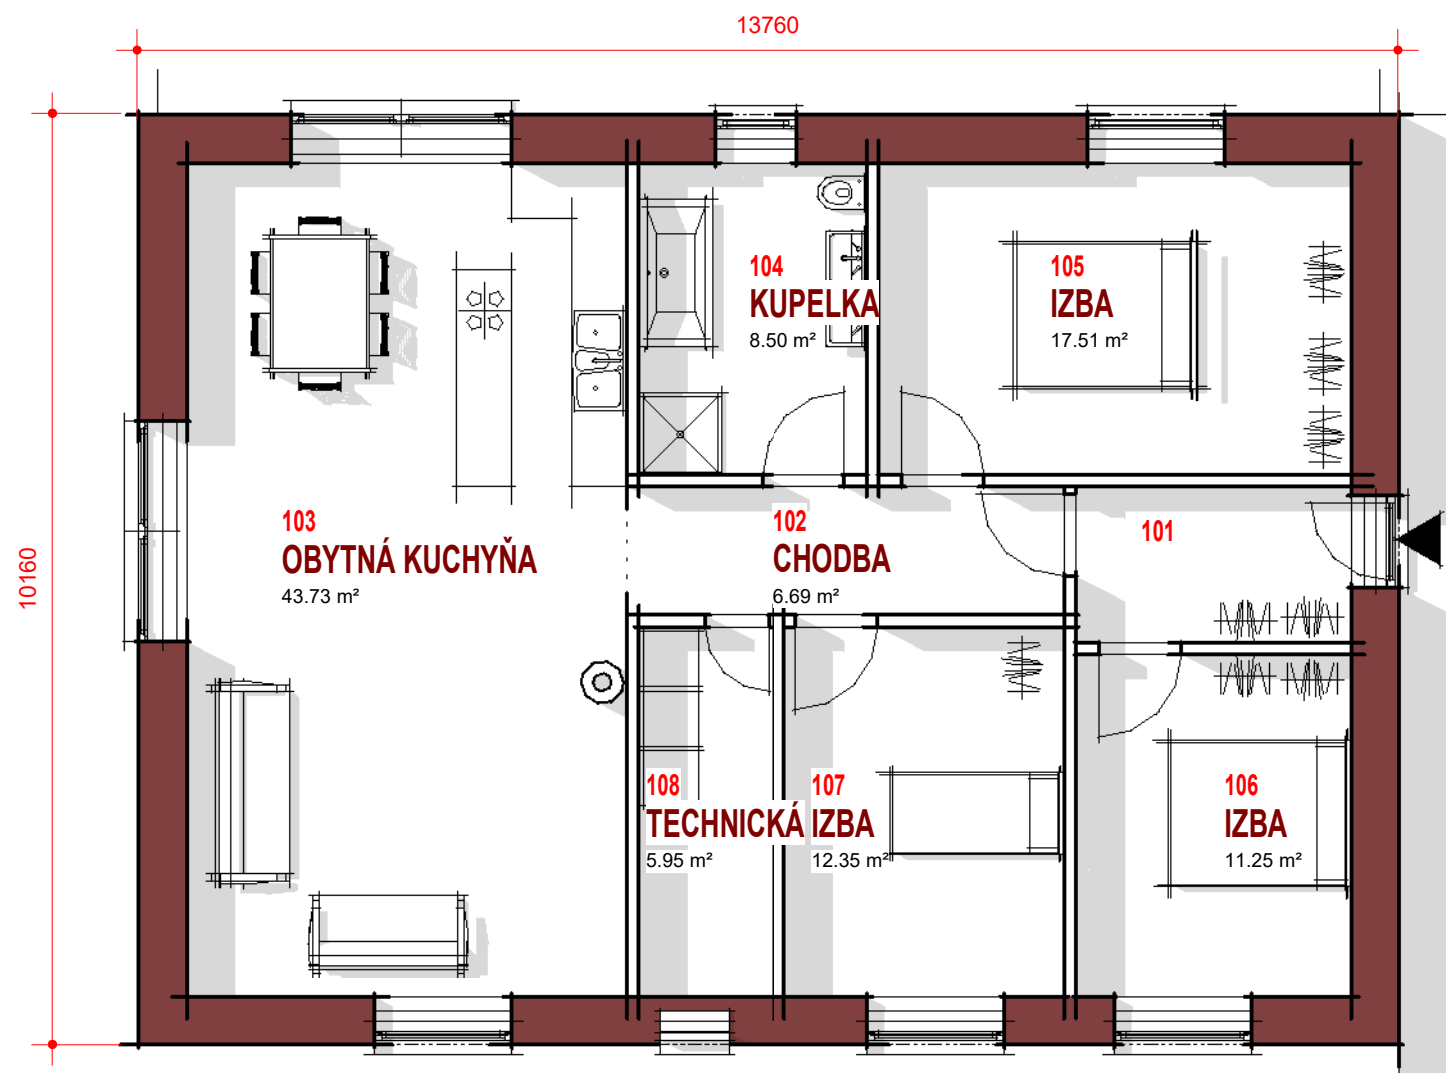 13760
10160
104
KUPELKA
8.50 m²
105
IZBA
17.51 m²
103
OBYTNÁ KUCHYŇA
43.73 m²
102
CHODBA
6.69 m²
101
108
TECHNICKÁ
5.95 m²
107
IZBA
12.35 m²
106
IZBA
11.25 m²